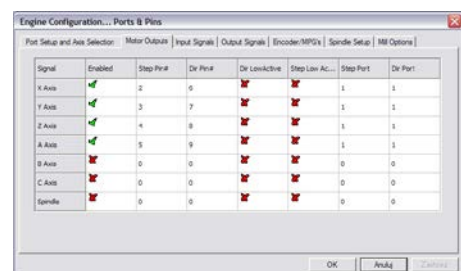 Engine Configuration... Ports & Pins
Port Setup and Axis Selection Motor Outputs Input Signals Output Signals Encoder/MPG's Spindle Setup Mill Options
Signal Enabled Step Pin# Dir Pin# Dir LowActive Step Low Ac... Step Port Dir Port
X Axis 2 6 1 1
Y Axis 3 7 1 1
Z Axis 4 8 1 1
A Axis 5 9 1 1
B Axis 0 0 0 0
C Axis 0 0 0 0
Spindle 0 0 0 0
OK Anuluj Zastosuj